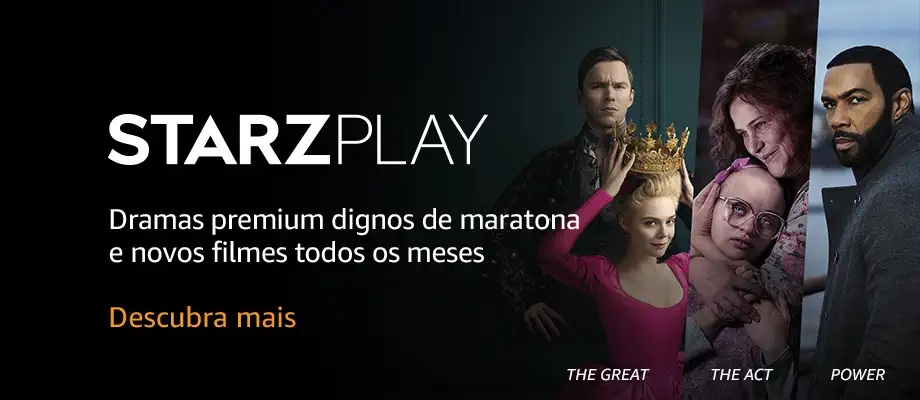 STARZPLAY
Dramas premium dignos de maratona
e novos filmes todos os meses
Descubra mais
THE GREAT
THE ACT
POWER